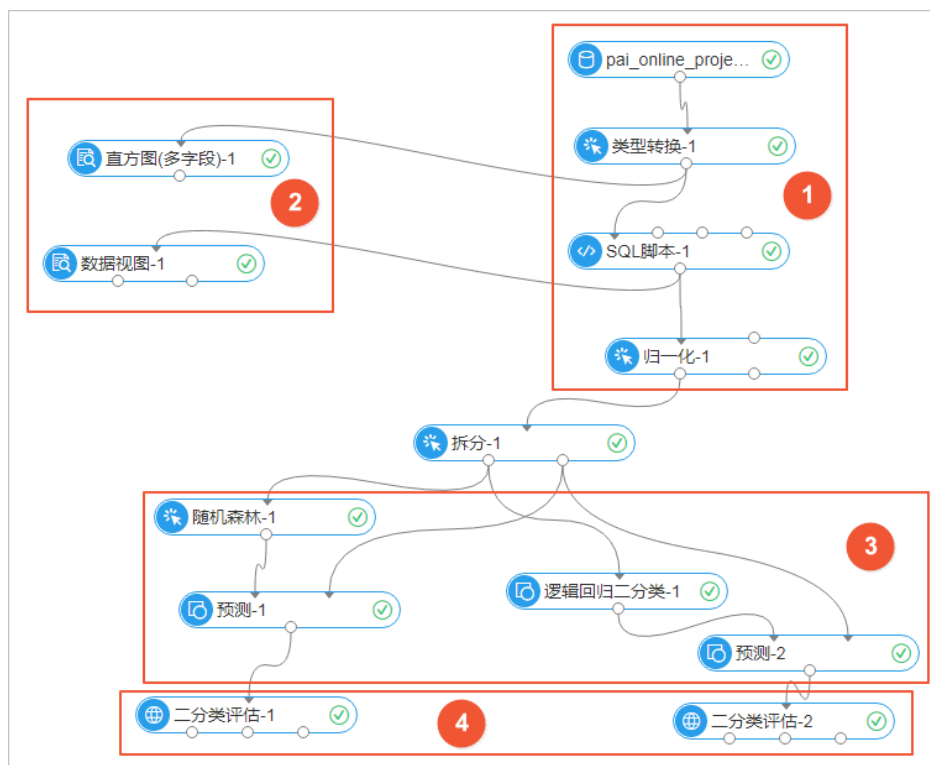 pai_online_proje...
类型转换-1
直方图(多字段)-1
1
2
SQL脚本-1
数据视图-1
归一化-1
拆分-1
随机森林-1
3
逻辑回归二分类-1
预测-1
预测-2
二分类评估-1
4
二分类评估-2